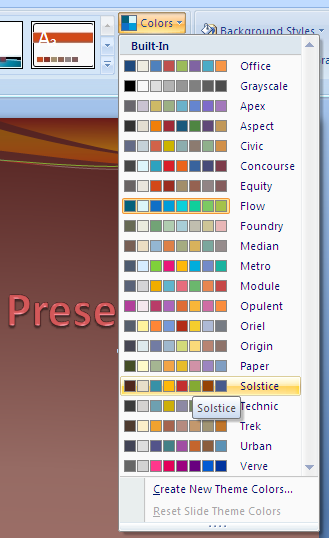 Colors
Background Styles
Aa
Built-In
Office
Grayscale
Apex
Aspect
Civic
Concourse
Equity
Flow
Foundry
Median
Metro
Module
Opulent
Oriel
Origin
Paper
Solstice
Solstice
Technic
Trek
Urban
Verve
Create New Theme Colors...
Reset Slide Theme Colors
Prese